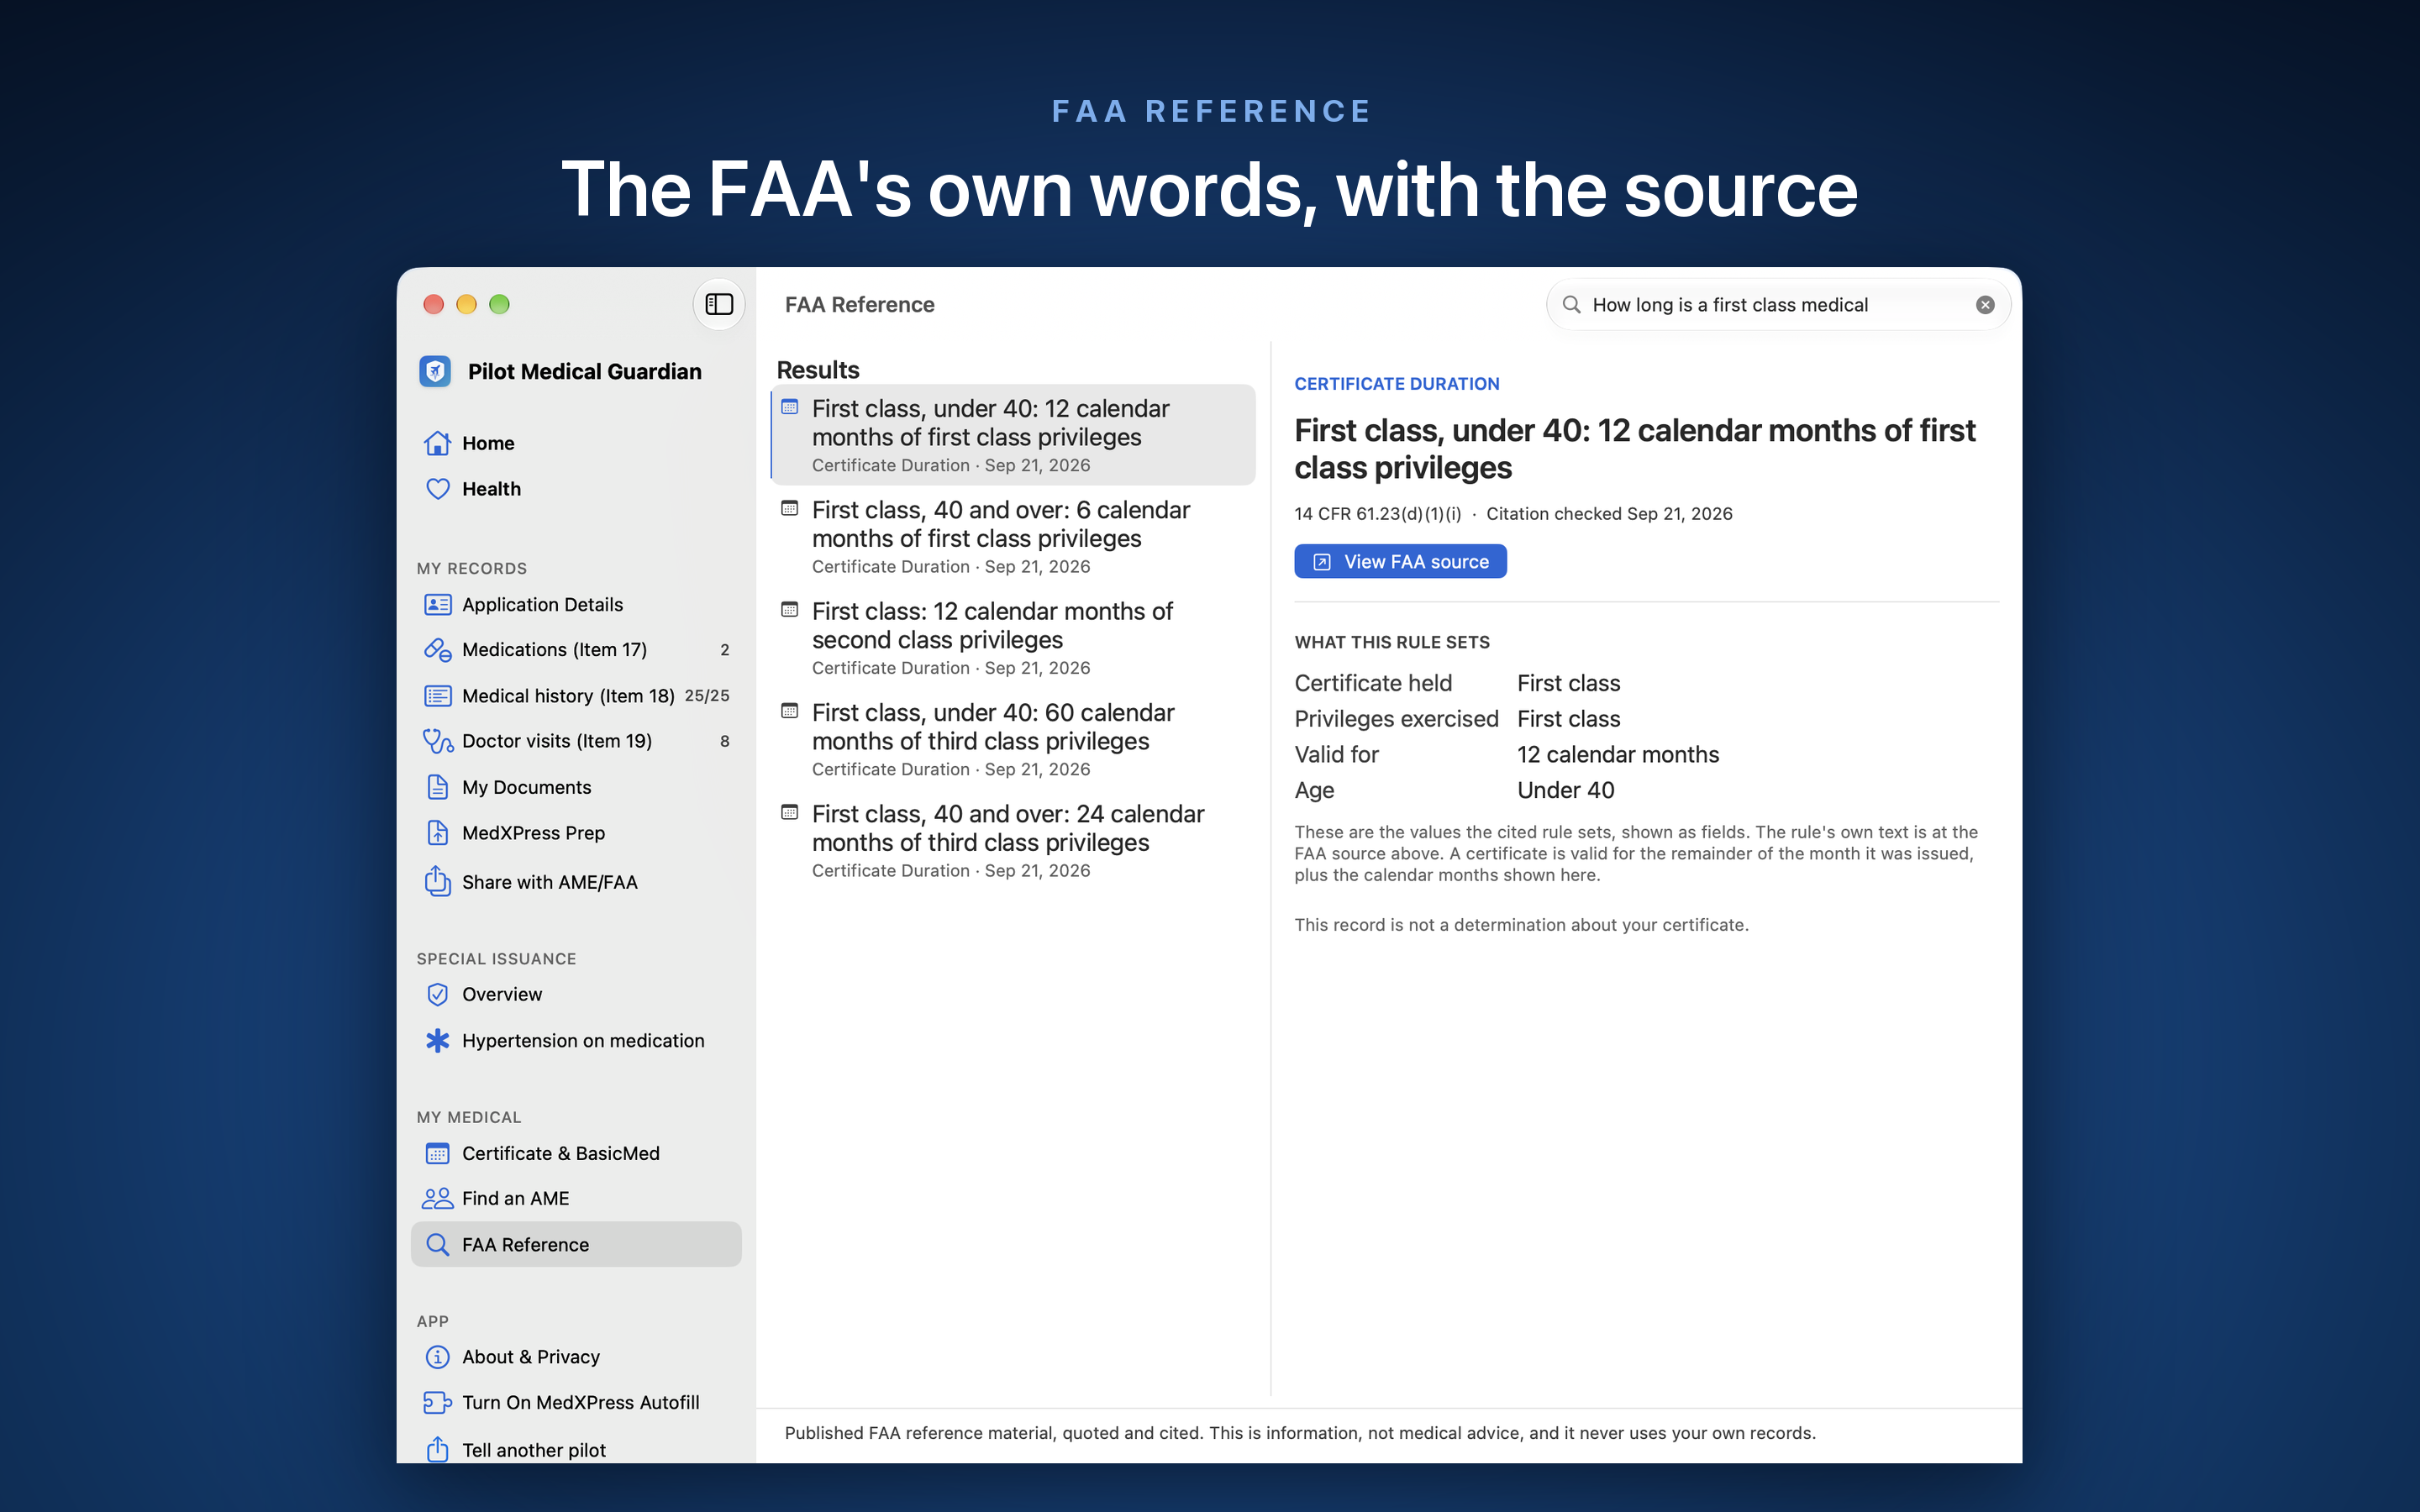 FAA REFERENCE
The FAA's own words, with the source
Pilot Medical Guardian
Home
Health
MY RECORDS
Application Details
Medications (Item 17) 2
Medical history (Item 18) 25/25
Doctor visits (Item 19) 8
My Documents
MedXPress Prep
Share with AME/FAA
SPECIAL ISSUANCE
Overview
Hypertension on medication
MY MEDICAL
Certificate & BasicMed
Find an AME
FAA Reference
APP
About & Privacy
Turn On MedXPress Autofill
Tell another pilot
FAA Reference
How long is a first class medical
Results
First class, under 40: 12 calendar
months of first class privileges
Certificate Duration · Sep 21, 2026
First class, 40 and over: 6 calendar
months of first class privileges
Certificate Duration · Sep 21, 2026
First class: 12 calendar months of
second class privileges
Certificate Duration · Sep 21, 2026
First class, under 40: 60 calendar
months of third class privileges
Certificate Duration · Sep 21, 2026
First class, 40 and over: 24 calendar
months of third class privileges
Certificate Duration · Sep 21, 2026
CERTIFICATE DURATION
First class, under 40: 12 calendar months of first
class privileges
14 CFR 61.23(d)(1)(i) · Citation checked Sep 21, 2026
View FAA source
WHAT THIS RULE SETS
Certificate held First class
Privileges exercised First class
Valid for 12 calendar months
Age Under 40
These are the values the cited rule sets, shown as fields. The rule's own text is at the
FAA source above. A certificate is valid for the remainder of the month it was issued,
plus the calendar months shown here.
This record is not a determination about your certificate.
Published FAA reference material, quoted and cited. This is information, not medical advice, and it never uses your own records.